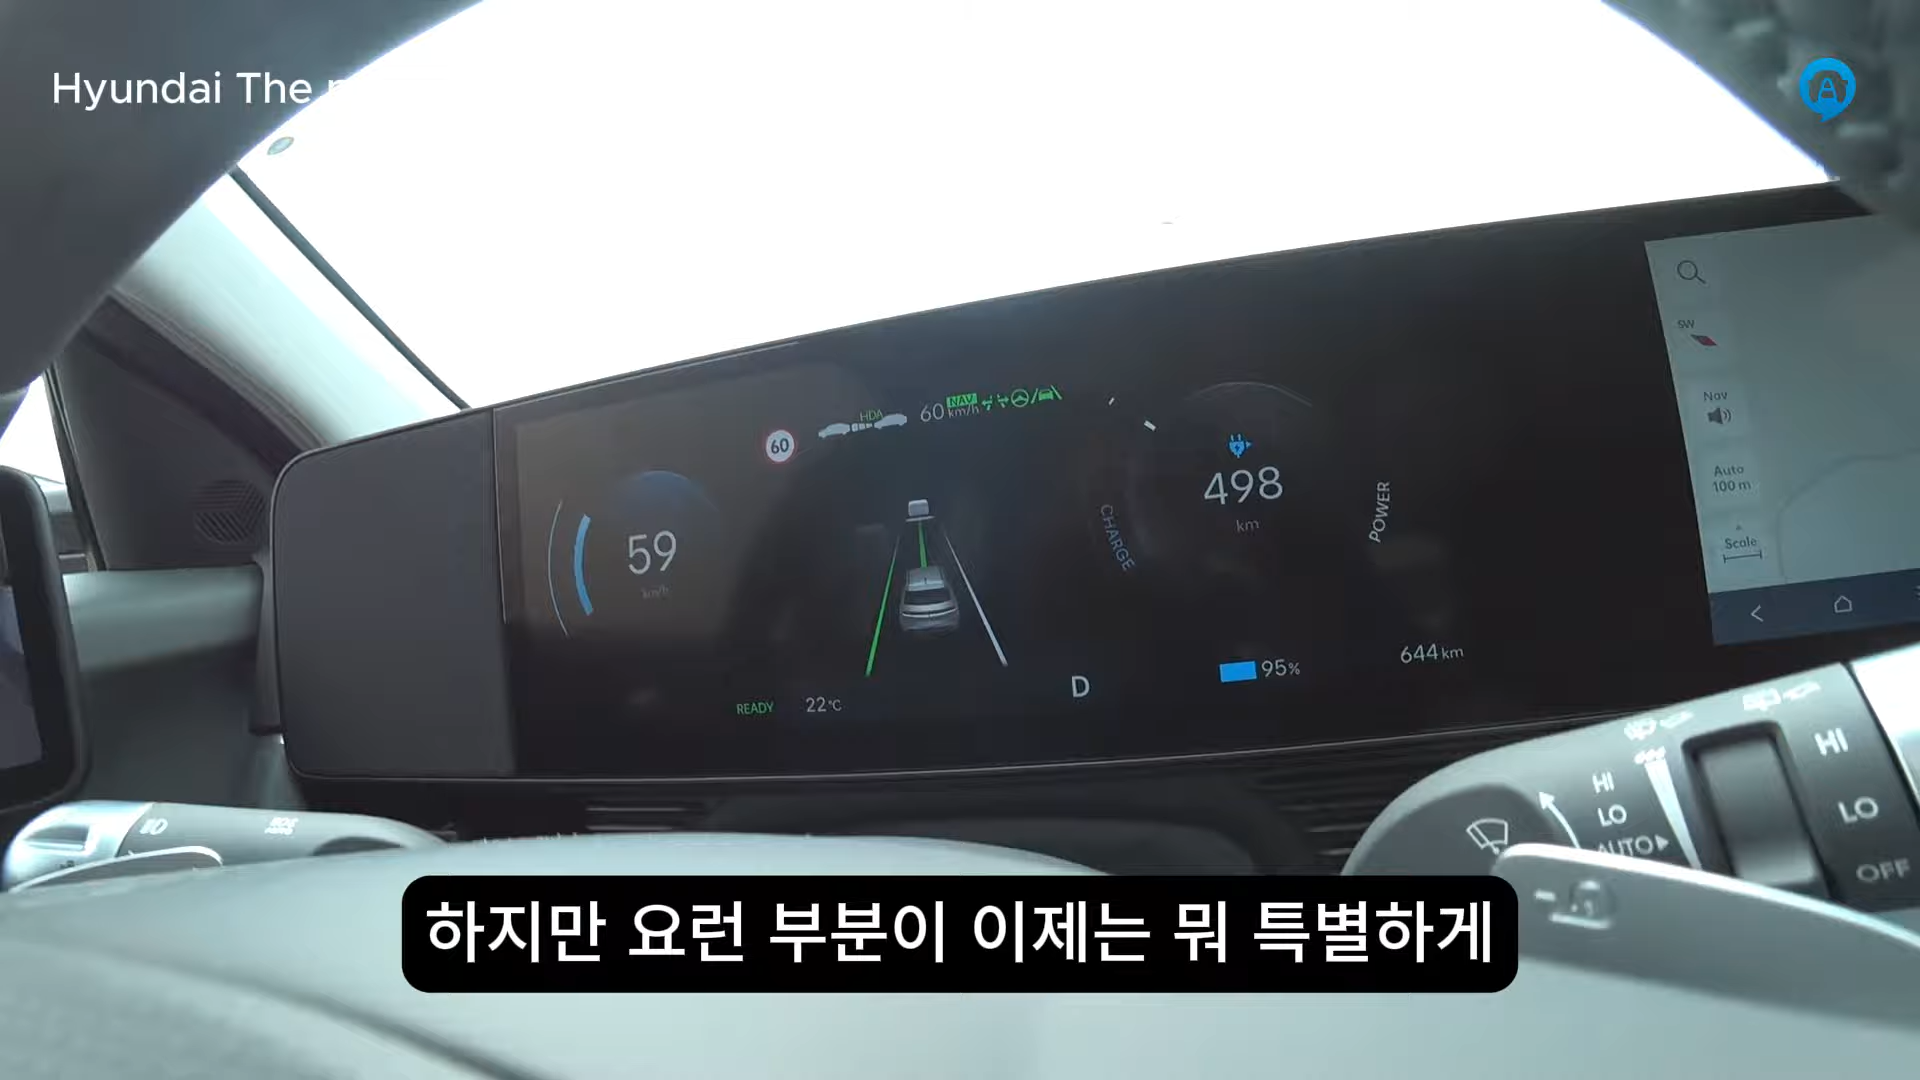 Hyundai The
SW
60
HDA
60 km/h
NAV
Nav
Auto
100 m
Scale
59
km/h
498
km
CHARGE
POWER
READY
22°C
D
95%
644 km
HI
LO
OFF
HI
LO
AUTO
하지만 요런 부분이 이제는 뭐 특별하게